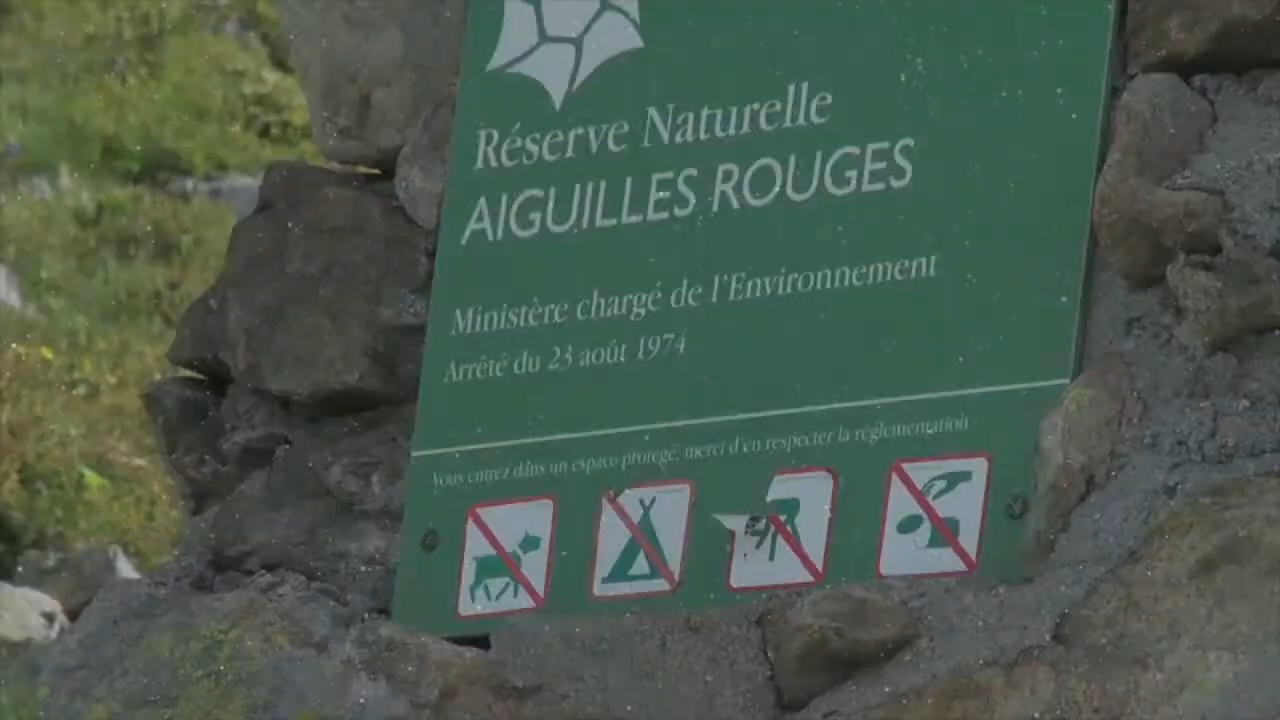 Réserve Naturelle
AIGUILLES ROUGES
Ministère chargé de l'Environnement
Arrêté du 23 août 1974
Vous entrez dans un espace protégé, merci d'en respecter la réglementation